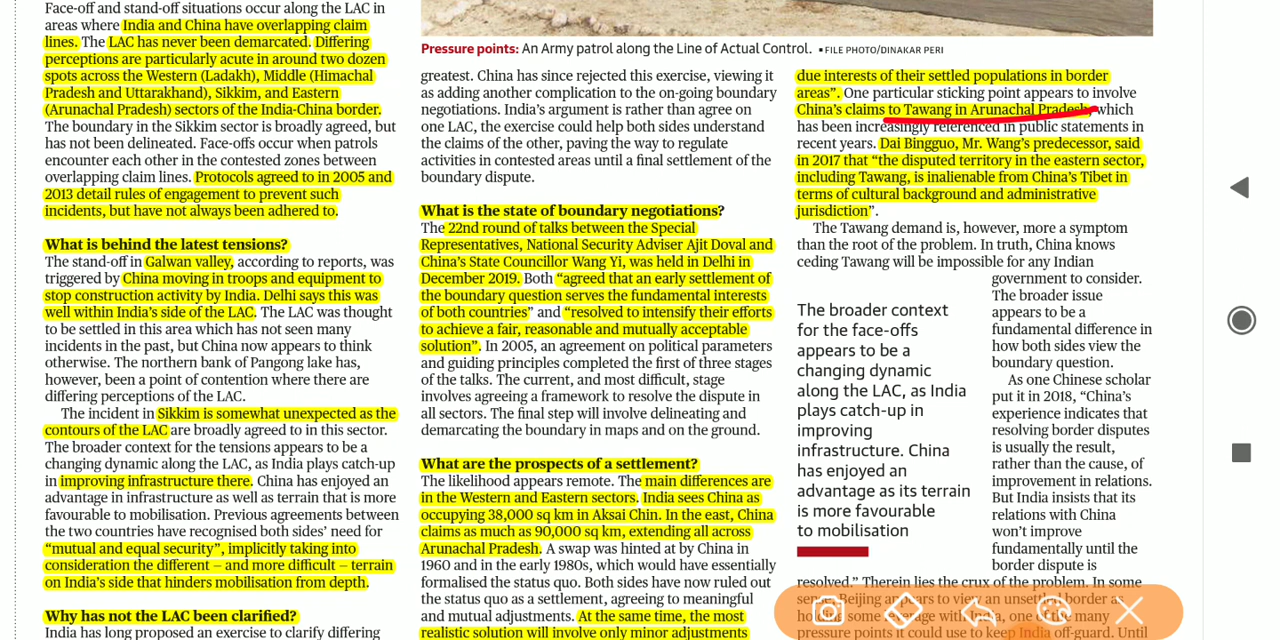 Face-off and stand-off situations occur along the LAC in
areas where India and China have overlapping claim
lines. The LAC has never been demarcated. Differing
perceptions are particularly acute in around two dozen
spots across the Western (Ladakh), Middle (Himachal
Pradesh and Uttarakhand), Sikkim, and Eastern
(Arunachal Pradesh) sectors of the India-China border.
The boundary in the Sikkim sector is broadly agreed, but
has not been delineated. Face-offs occur when patrols
encounter each other in the contested zones between
overlapping claim lines. Protocols agreed to in 2005 and
2013 detail rules of engagement to prevent such
incidents, but have not always been adhered to.
What is behind the latest tensions?
The stand-off in Galwan valley, according to reports, was
triggered by China moving in troops and equipment to
stop construction activity by India. Delhi says this was
well within India's side of the LAC. The LAC was thought
to be settled in this area which has not seen many
incidents in the past, but China now appears to think
otherwise. The northern bank of Pangong lake has,
however, been a point of contention where there are
differing perceptions of the LAC.
The incident in Sikkim is somewhat unexpected as the
contours of the LAC are broadly agreed to in this sector.
The broader context for the tensions appears to be a
changing dynamic along the LAC, as India plays catch-up
in improving infrastructure there. China has enjoyed an
advantage in infrastructure as well as terrain that is more
favourable to mobilisation. Previous agreements between
the two countries have recognised both sides' need for
“mutual and equal security”, implicitly taking into
consideration the different – and more difficult – terrain
on India's side that hinders mobilisation from depth.
Why has not the LAC been clarified?
India has long proposed an exercise to clarify differing
Pressure points: An Army patrol along the Line of Actual Control. ▪FILE PHOTO/DINAKAR PERI
greatest. China has since rejected this exercise, viewing it
as adding another complication to the on-going boundary
negotiations. India's argument is rather than agree on
one LAC, the exercise could help both sides understand
the claims of the other, paving the way to regulate
activities in contested areas until a final settlement of the
boundary dispute.
What is the state of boundary negotiations?
The 22nd round of talks between the Special
Representatives, National Security Adviser Ajit Doval and
China's State Councillor Wang Yi, was held in Delhi in
December 2019. Both “agreed that an early settlement of
the boundary question serves the fundamental interests
of both countries” and “resolved to intensify their efforts
to achieve a fair, reasonable and mutually acceptable
solution”. In 2005, an agreement on political parameters
and guiding principles completed the first of three stages
of the talks. The current, and most difficult, stage
involves agreeing a framework to resolve the dispute in
all sectors. The final step will involve delineating and
demarcating the boundary in maps and on the ground.
What are the prospects of a settlement?
The likelihood appears remote. The main differences are
in the Western and Eastern sectors. India sees China as
occupying 38,000 sq km in Aksai Chin. In the east, China
claims as much as 90,000 sq km, extending all across
Arunachal Pradesh. A swap was hinted at by China in
1960 and in the early 1980s, which would have essentially
formalised the status quo. Both sides have now ruled out
the status quo as a settlement, agreeing to meaningful
and mutual adjustments. At the same time, the most
realistic solution will involve only minor adjustments
due interests of their settled populations in border
areas”. One particular sticking point appears to involve
China's claims to Tawang in Arunachal Pradesh, which
has been increasingly referenced in public statements in
recent years. Dai Bingguo, Mr. Wang's predecessor, said
in 2017 that “the disputed territory in the eastern sector,
including Tawang, is inalienable from China's Tibet in
terms of cultural background and administrative
jurisdiction”.
The Tawang demand is, however, more a symptom
than the root of the problem. In truth, China knows
ceding Tawang will be impossible for any Indian
government to consider.
The broader issue
appears to be a
fundamental difference in
how both sides view the
boundary question.
As one Chinese scholar
put it in 2018, “China's
experience indicates that
resolving border disputes
is usually the result,
rather than the cause, of
improvement in relations.
But India insists that its
relations with China
won't improve
fundamentally until the
border dispute is
resolved.” Therein lies the crux of the problem. In some
sense, Beijing appears to view an unsettled border as
holding some leverage with India, one of the many
pressure points it could use to keep India off-guard. Until
The broader context
for the face-offs
appears to be a
changing dynamic
along the LAC, as India
plays catch-up in
improving
infrastructure. China
has enjoyed an
advantage as its terrain
is more favourable
to mobilisation